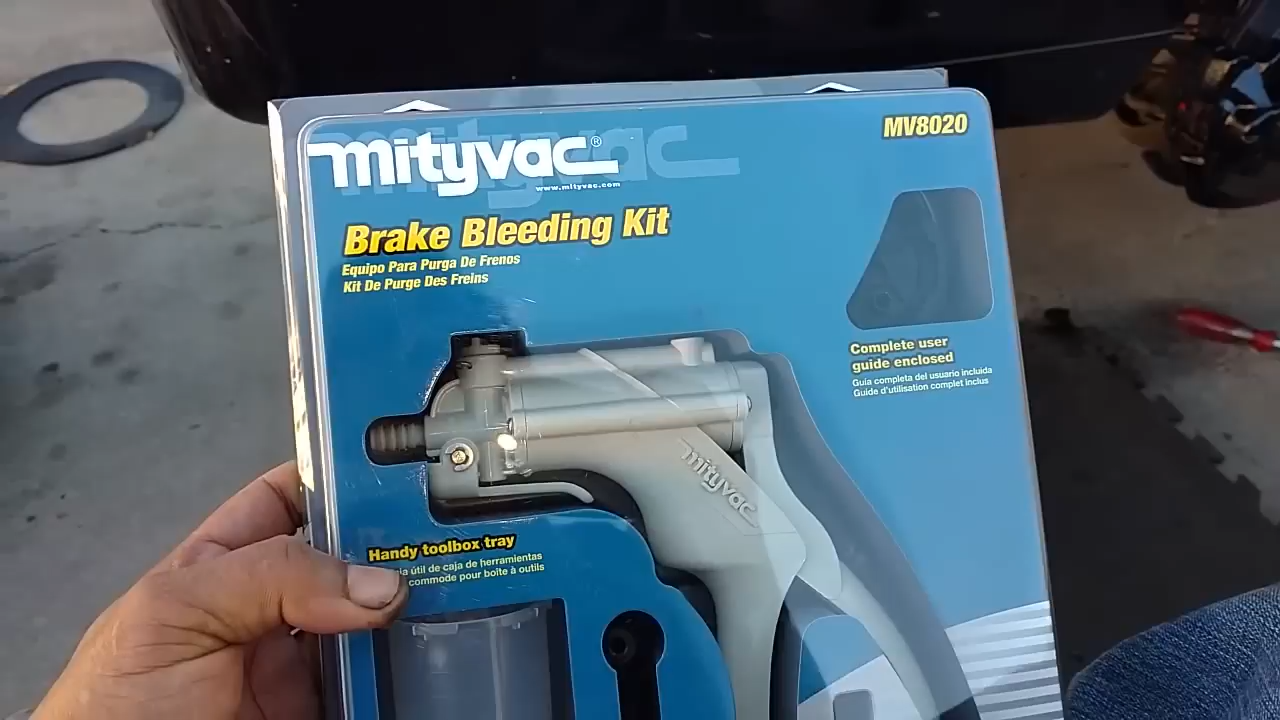 mityvac®
www.mityvac.com
MV8020
Brake Bleeding Kit
Equipo Para Purga De Frenos
Kit De Purge Des Freins
Complete user
guide enclosed
Guía completa del usuario incluida
Guide d'utilisation complet inclus
mityvac
Handy toolbox tray
útil de caja de herramientas
commode pour boîte à outils